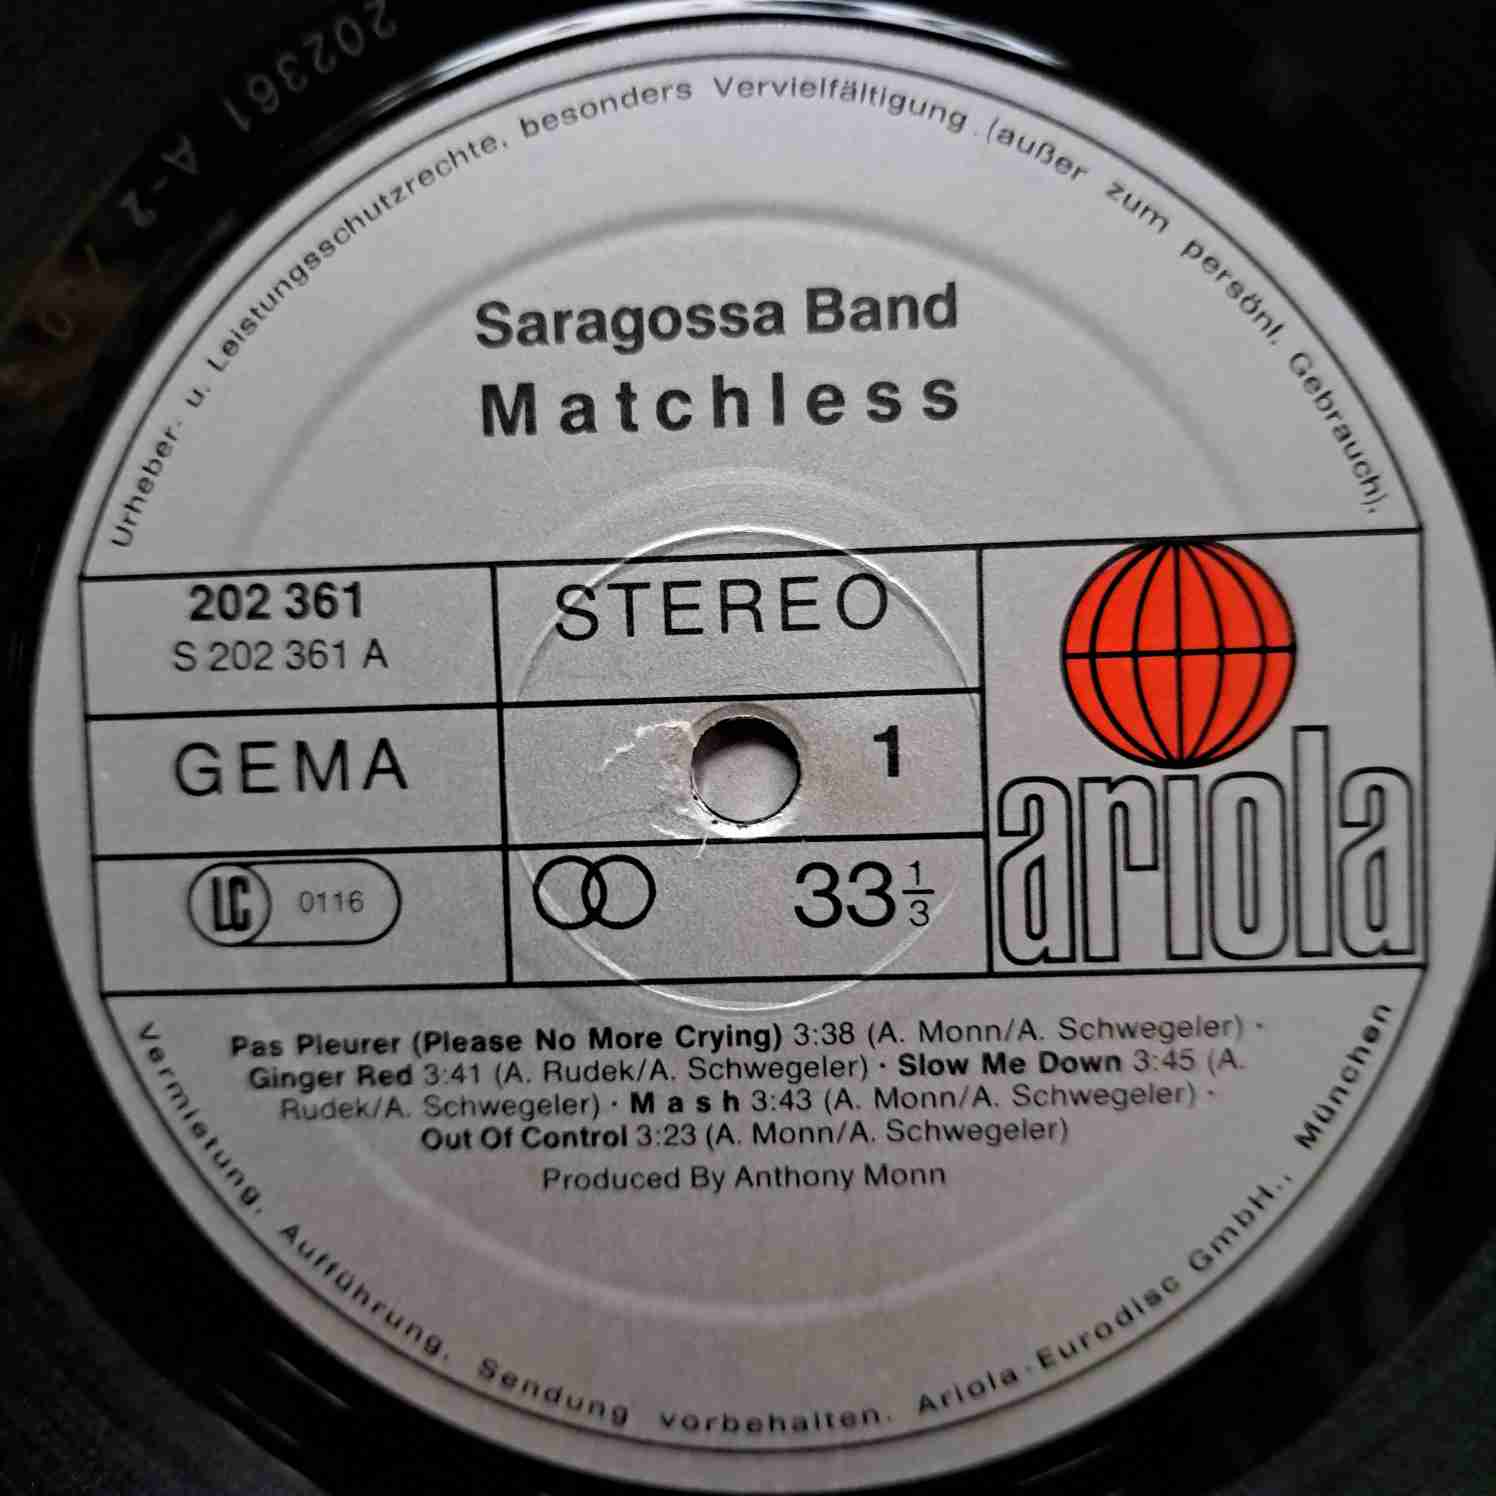 202361 A-2
Urheber- u. Leistungsschutzrechte, besonders Vervielfältigung (außer zum persönl. Gebrauch),
Saragossa Band
Matchless
202 361
S 202 361 A
STEREO
GEMA
1
LC 0116
33 1/3
ariola
Pas Pleurer (Please No More Crying) 3:38 (A. Monn/A. Schwegeler) ·
Ginger Red 3:41 (A. Rudek/A. Schwegeler) · Slow Me Down 3:45 (A.
Rudek/A. Schwegeler) · Mash 3:43 (A. Monn/A. Schwegeler) ·
Out Of Control 3:23 (A. Monn/A. Schwegeler)
Produced By Anthony Monn
Vermietung, Aufführung, Sendung vorbehalten. Ariola-Eurodisc GmbH., München